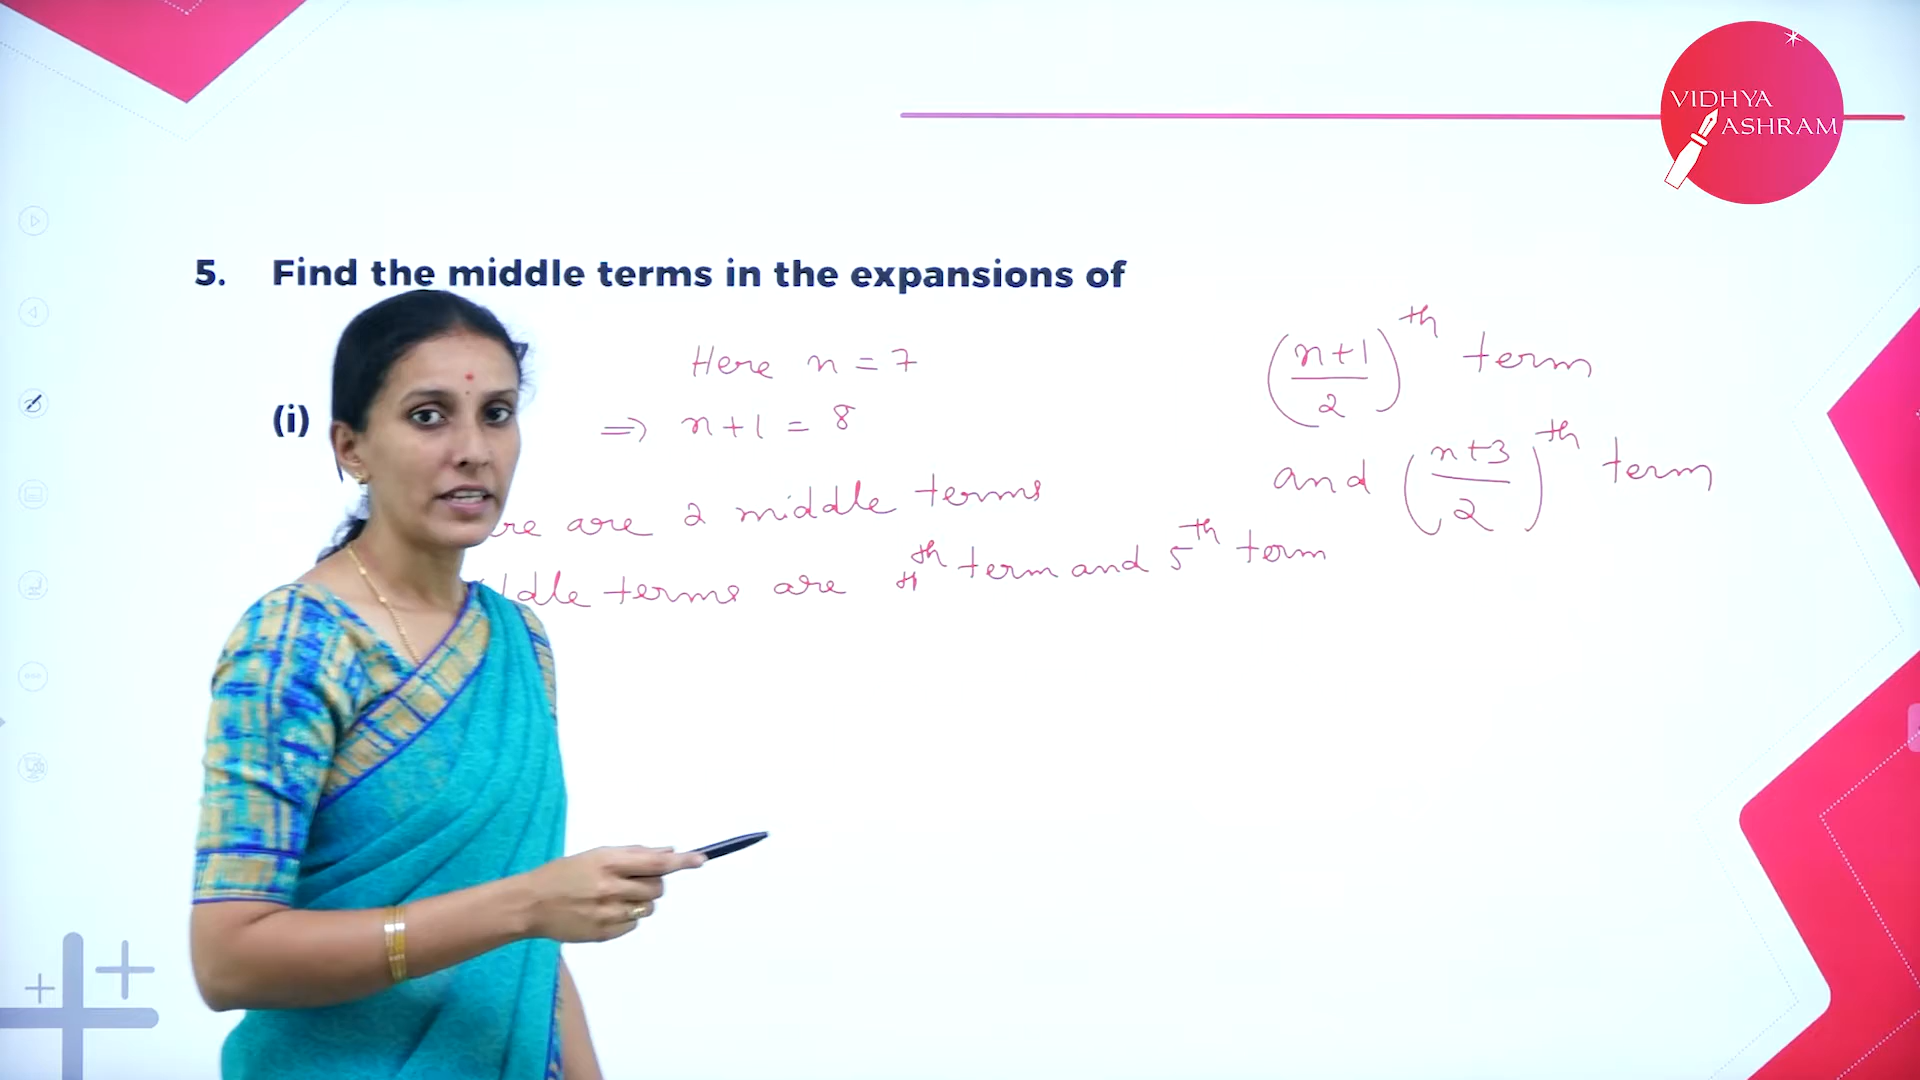 VIDHYA
ASHRAM
5. Find the middle terms in the expansions of
(i)
Here n = 7
⇒ n+1 = 8
are 2 middle terms
terms are 4th term and 5th term
(n+1/2)th term
and (n+3/2)th term